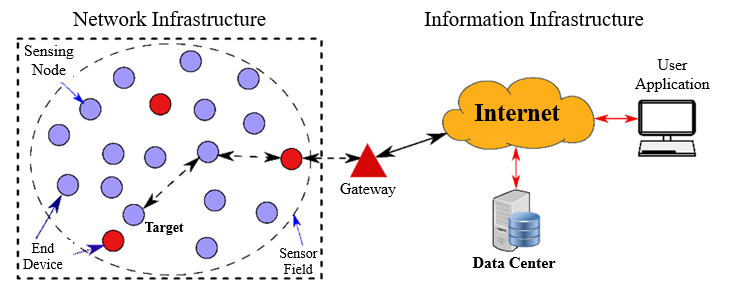 Network Infrastructure
Information Infrastructure
Sensing
Node
User
Application
Internet
Gateway
Target
End
Device
Sensor
Field
Data Center